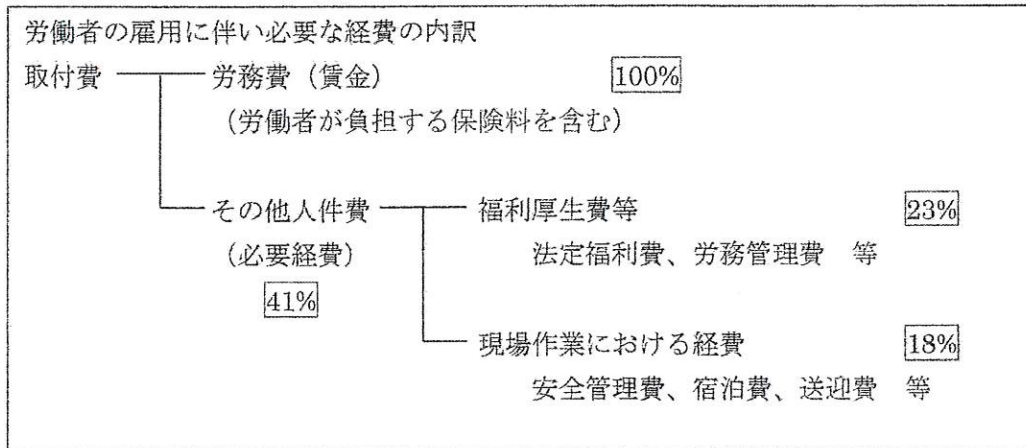 労働者の雇用に伴い必要な経費の内訳
取付費 労務費（賃金） 100%
（労働者が負担する保険料を含む）
その他人件費 福利厚生費等 23%
（必要経費） 法定福利費、労務管理費 等
41%
現場作業における経費 18%
安全管理費、宿泊費、送迎費 等